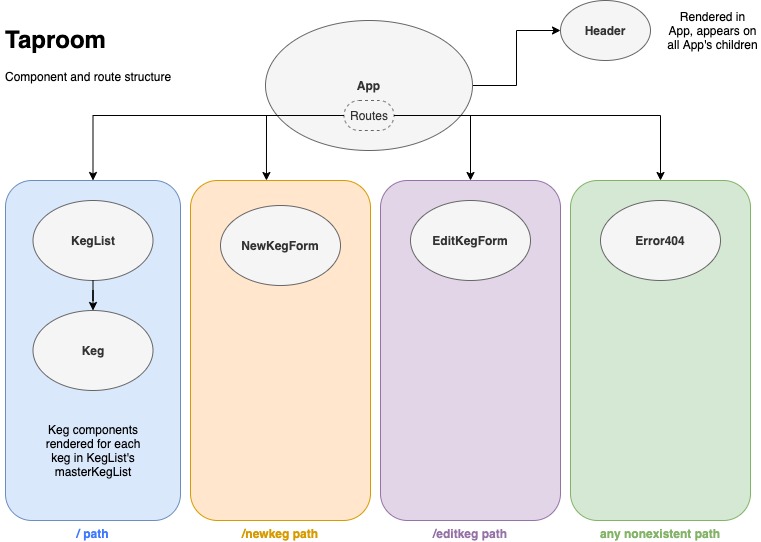 Taproom
Component and route structure
App
Routes
Header
Rendered in
App, appears on
all App's children
KegList
Keg
Keg components
rendered for each
keg in KegList's
masterKegList
NewKegForm
EditKegForm
Error404
/ path
/newkeg path
/editkeg path
any nonexistent path